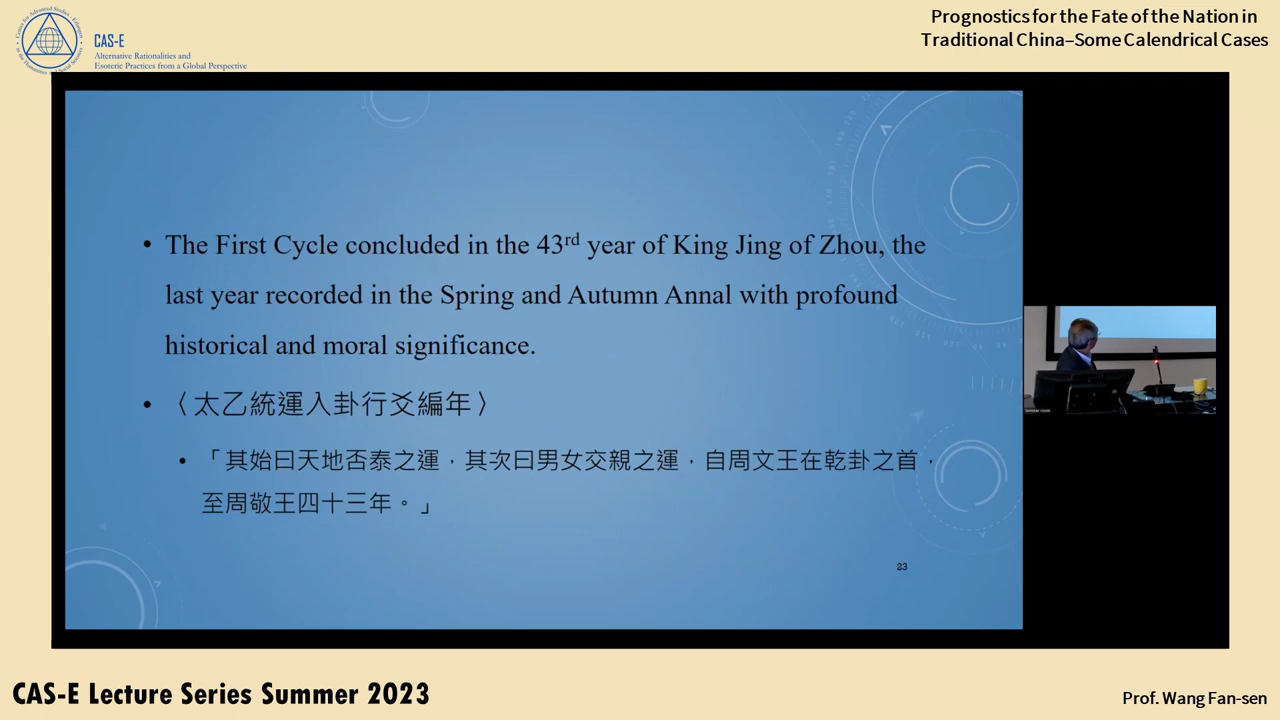 CAS-E
Alternative Rationalities and
Esoteric Practices from a Global Perspective
Prognostics for the Fate of the Nation in
Traditional China–Some Calendrical Cases
• The First Cycle concluded in the 43rd year of King Jing of Zhou, the
last year recorded in the Spring and Autumn Annal with profound
historical and moral significance.
• 〈太乙統運入卦行爻編年〉
• 「其始曰天地否泰之運，其次曰男女交親之運，自周文王在乾卦之首，
至周敬王四十三年。」
23
CAS-E Lecture Series Summer 2023
Prof. Wang Fan-sen